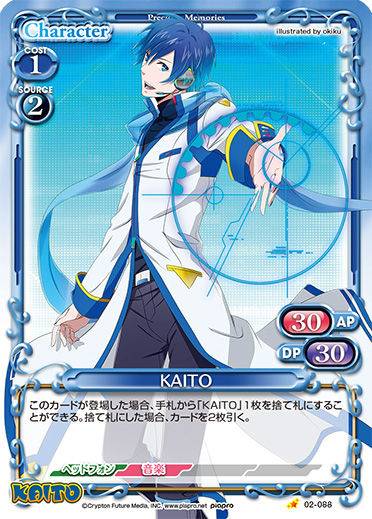 Precious Memories
Character
illustrated by okiku
COST
1
SOURCE
2
30 AP
DP 30
KAITO
このカードが登場した場合、手札から「KAITO」1枚を捨て札にするこ
とができる。捨て札にした場合、カードを2枚引く。
ヘッドフォン 音楽
KAITO
02-088
©Crypton Future Media, INC. www.piapro.net piapro